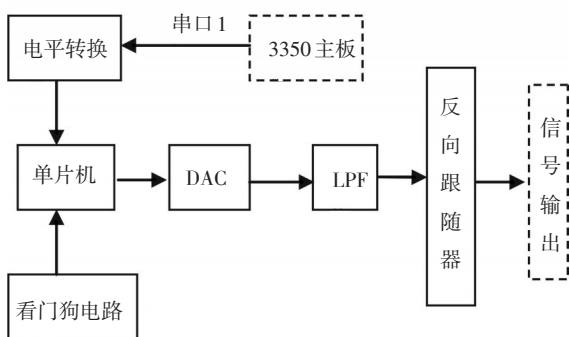 串口1
电平转换
3350主板
单片机
DAC
LPF
反向跟随器
信号输出
看门狗电路